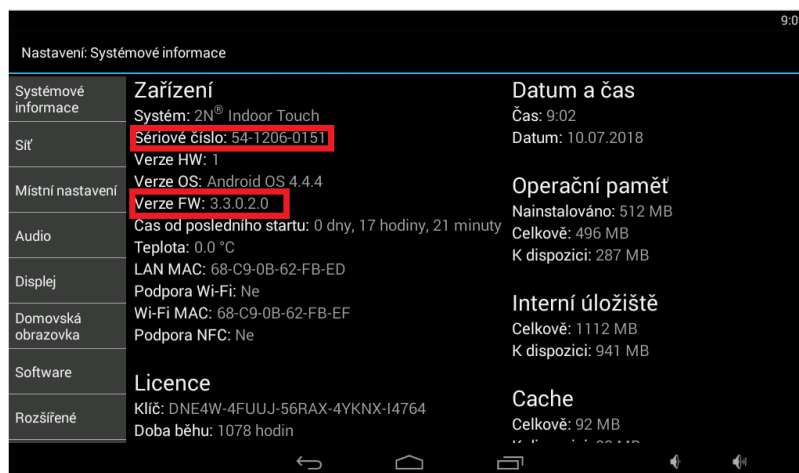 9:02
Nastavení: Systémové informace
Systémové
informace
Síť
Místní nastavení
Audio
Displej
Domovská
obrazovka
Software
Rozšířené
Zařízení
Systém: 2N® Indoor Touch
Sériové číslo: 54-1206-0151
Verze HW: 1
Verze OS: Android OS 4.4.4
Verze FW: 3.3.0.2.0
Čas od posledního startu: 0 dny, 17 hodiny, 21 minuty
Teplota: 0.0 °C
LAN MAC: 68-C9-0B-62-FB-ED
Podpora Wi-Fi: Ne
Wi-Fi MAC: 68-C9-0B-62-FB-EF
Podpora NFC: Ne
Licence
Klíč: DNE4W-4FUUJ-56RAX-4YKNX-I4764
Doba běhu: 1078 hodin
Datum a čas
Čas: 9:02
Datum: 10.07.2018
Operační paměť
Nainstalováno: 512 MB
Celkově: 496 MB
K dispozici: 287 MB
Interní úložiště
Celkově: 1112 MB
K dispozici: 941 MB
Cache
Celkově: 92 MB